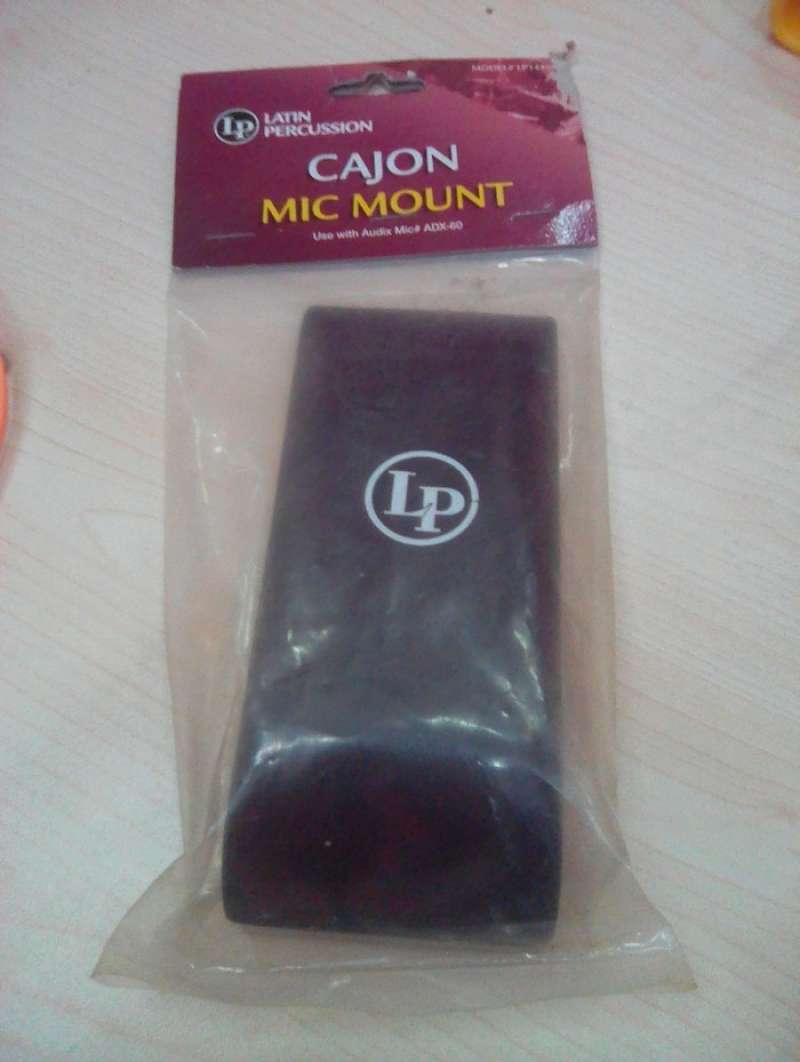 LP LATIN
PERCUSSION
CAJON
MIC MOUNT
Use with Audix Mic# ADX-60
LP